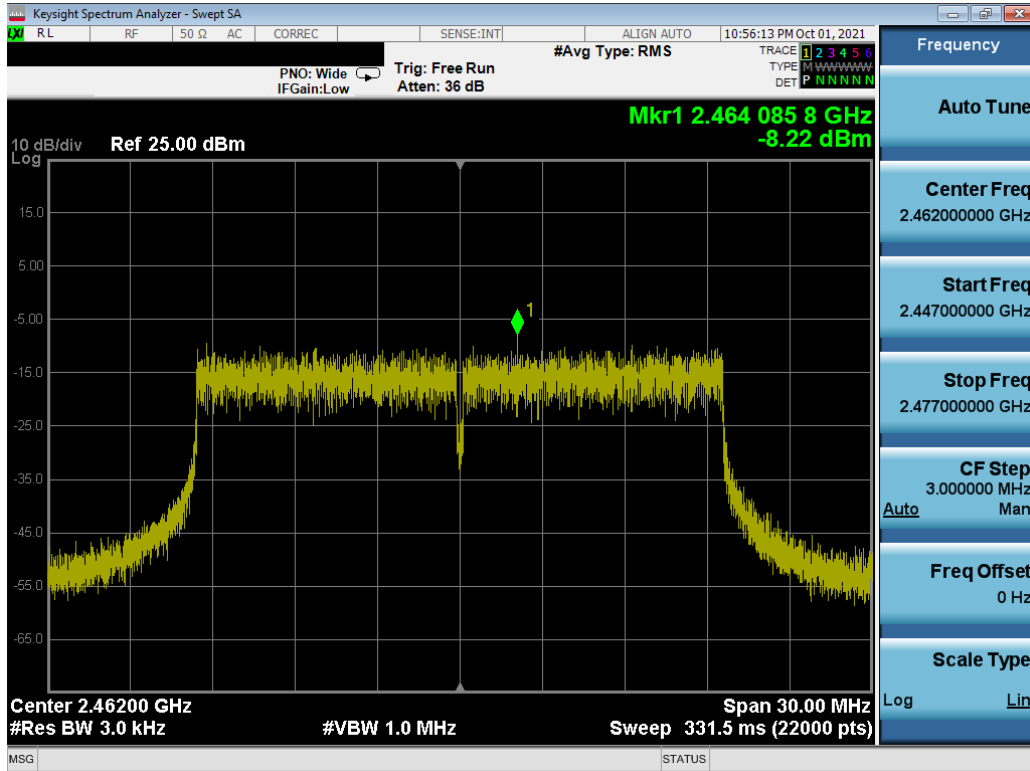 Keysight Spectrum Analyzer - Swept SA
LXI RL RF 50 Ω AC CORREC SENSE:INT ALIGN AUTO 10:56:13 PM Oct 01, 2021
#Avg Type: RMS
TRACE 1 2 3 4 5 6
TYPE M WWWWW
DET P N N N N N
PNO: Wide
IFGain:Low
Trig: Free Run
Atten: 36 dB
Mkr1 2.464 085 8 GHz
-8.22 dBm
10 dB/div
Log
Ref 25.00 dBm
15.0
5.00
-5.00
-15.0
-25.0
-35.0
-45.0
-55.0
-65.0
1
Center 2.46200 GHz
#Res BW 3.0 kHz
#VBW 1.0 MHz
Span 30.00 MHz
Sweep 331.5 ms (22000 pts)
MSG
STATUS
Frequency
Auto Tune
Center Freq
2.462000000 GHz
Start Freq
2.447000000 GHz
Stop Freq
2.477000000 GHz
CF Step
3.000000 MHz
Auto Man
Freq Offset
0 Hz
Scale Type
Log Lin